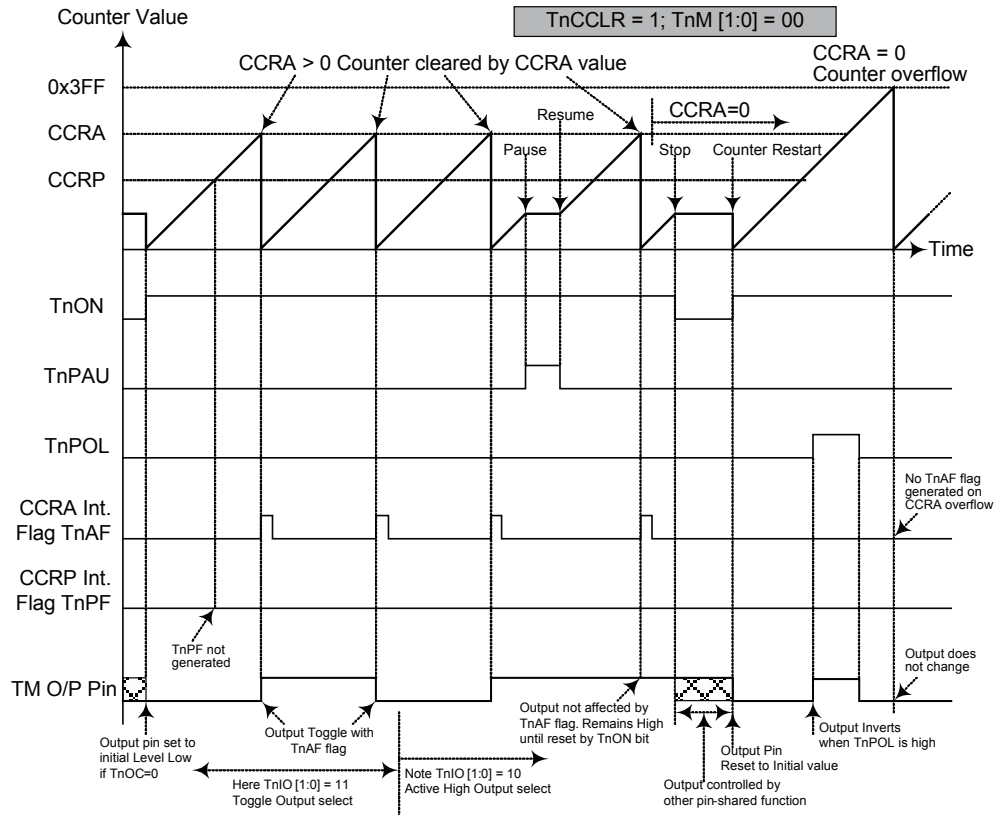 Counter Value
TnCCLR = 1; TnM [1:0] = 00
CCRA = 0
Counter overflow
CCRA > 0 Counter cleared by CCRA value
0x3FF
CCRA=0
Resume
CCRA
Pause
Stop
Counter Restart
CCRP
Time
TnON
TnPAU
TnPOL
No TnAF flag
generated on
CCRA overflow
CCRA Int.
Flag TnAF
CCRP Int.
Flag TnPF
TnPF not
generated
Output does
not change
TM O/P Pin
Output pin set to
initial Level Low
if TnOC=0
Output Toggle with
TnAF flag
Output not affected by
TnAF flag. Remains High
until reset by TnON bit
Output Inverts
when TnPOL is high
Output Pin
Reset to Initial value
Here TnIO [1:0] = 11
Toggle Output select
Note TnIO [1:0] = 10
Active High Output select
Output controlled by
other pin-shared function